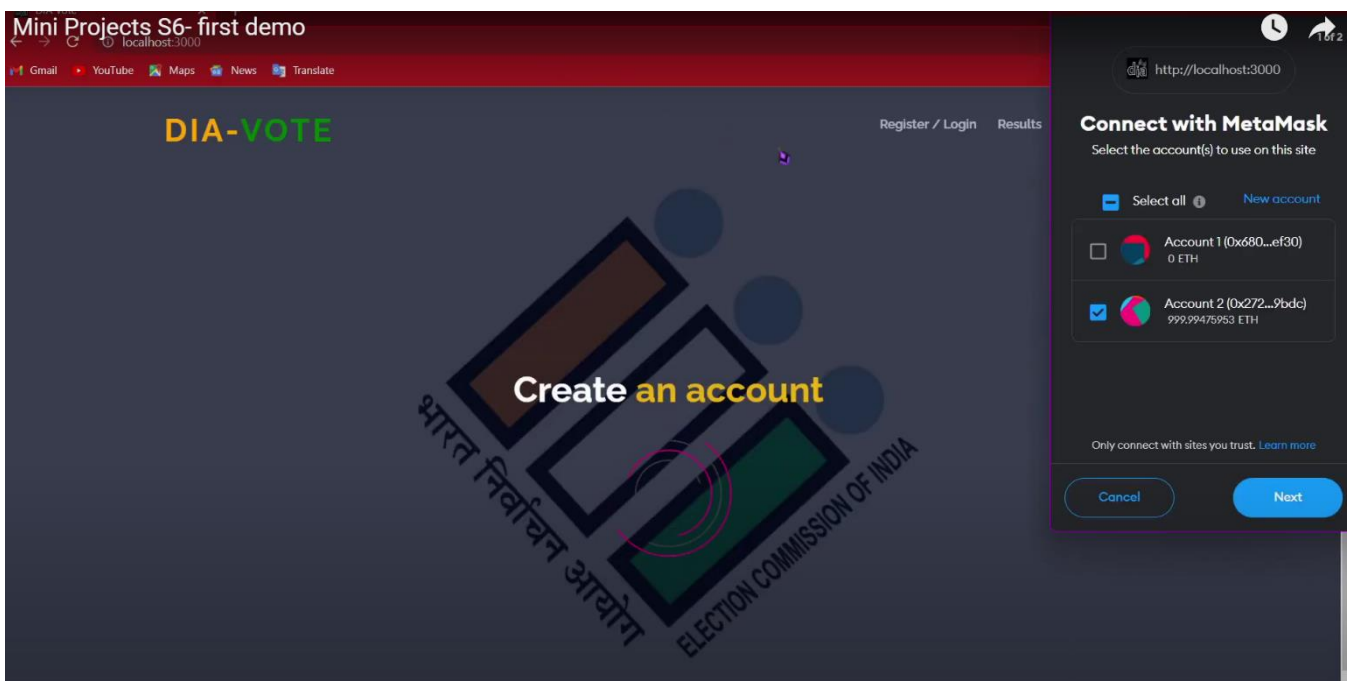 Mini Projects S6- first demo
localhost:3000
1 of 2
Gmail YouTube Maps News Translate
DIA-VOTE
Register / Login Results
http://localhost:3000
Connect with MetaMask
Select the account(s) to use on this site
Select all New account
Account 1 (0x680...ef30)
0 ETH
Account 2 (0x272...9bdc)
999.99475953 ETH
Create an account
भारत निर्वाचन आयोग
ELECTION COMMISSION OF INDIA
Only connect with sites you trust. Learn more
Cancel Next